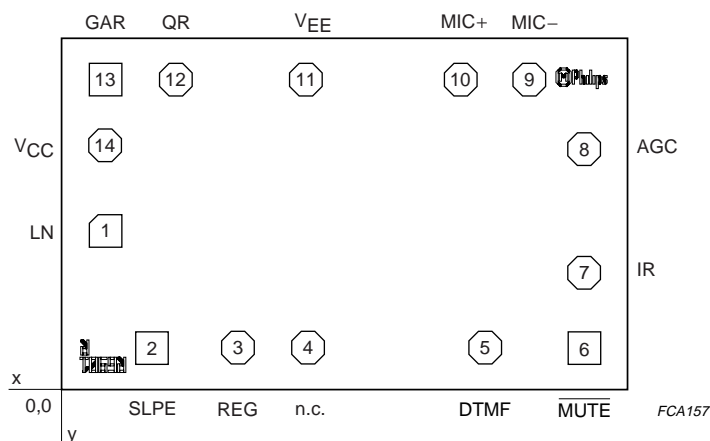 GAR QR VEE MIC+ MIC−
13 12 11 10 9 Philips
VCC 14 8 AGC
LN 1
7 IR
2 3 4 5 6
x
0,0 SLPE REG n.c. DTMF MUTE FCA157
y